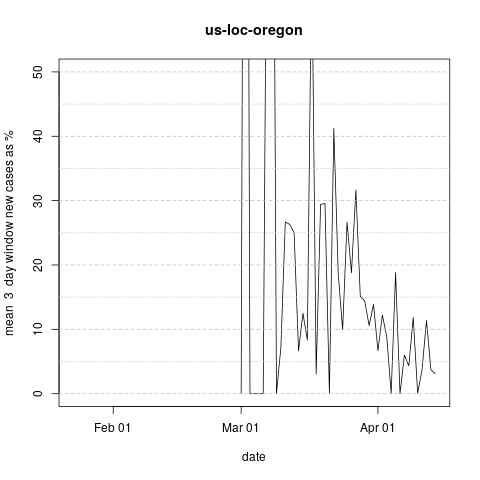 us-loc-oregon
mean 3 day window new cases as %
50
40
30
20
10
0
Feb 01
Mar 01
Apr 01
date